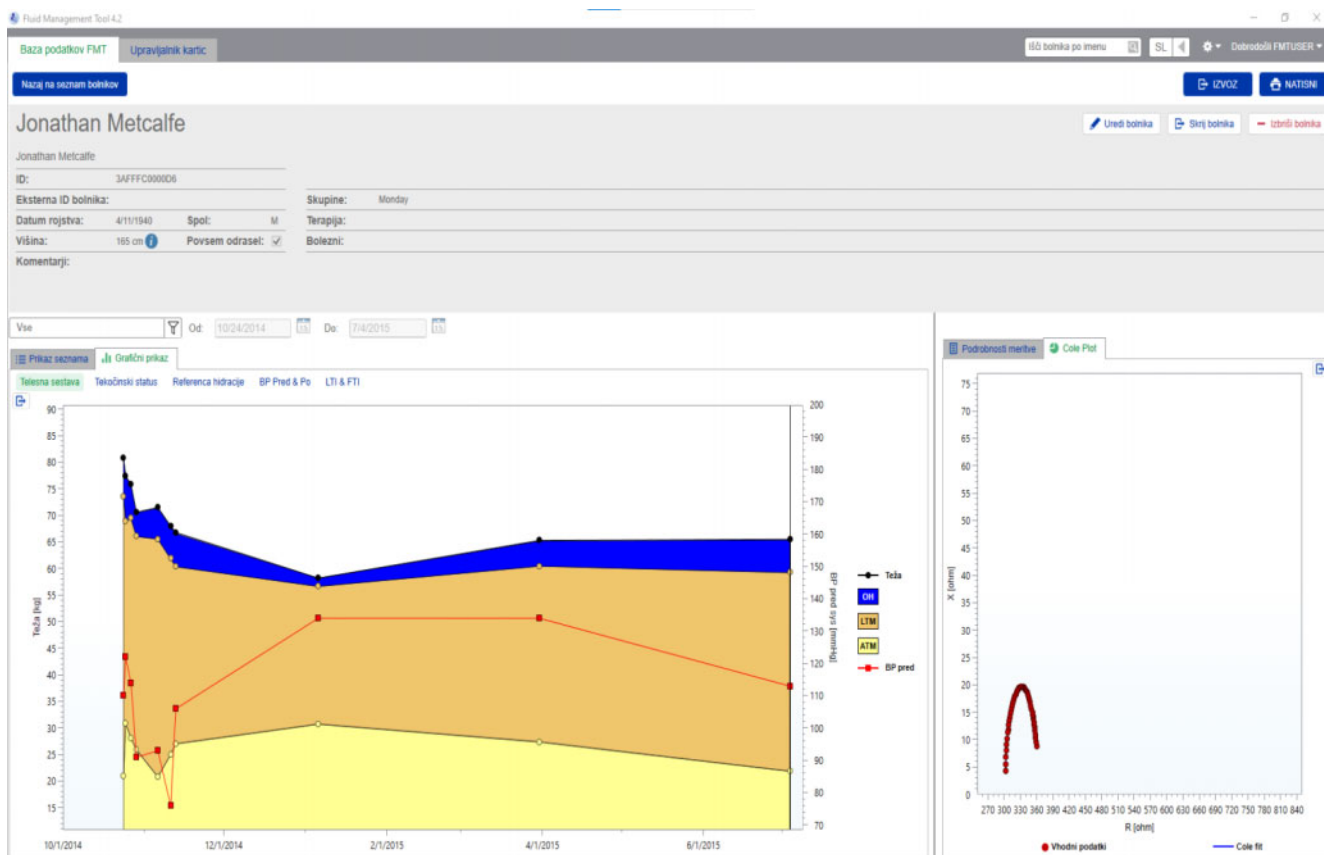 Fluid Management Tool 4.2
Baza podatkov FMT Upravljalnik kartic Išči bolnika po imenu SL Dobrodošli FMTUSER
Nazaj na seznam bolnikov IZVOZ NATISNI
Jonathan Metcalfe Uredi bolnika Skrij bolnika Izbriši bolnika
Jonathan Metcalfe
ID: 3AFFFC0000D6
Eksterna ID bolnika: Skupine: Monday
Datum rojstva: 4/11/1940 Spol: M Terapija:
Višina: 165 cm i Povsem odrasel: Bolezni:
Komentarji:
Vse Od: 10/24/2014 15 Do: 7/4/2015 15
Prikaz seznama Grafični prikaz
Telesna sestava Tekočinski status Referenca hidracije BP Pred & Po LTI & FTI
90
85
80
75
70
65
60
55
50
45
40
35
30
25
20
15
Teža [kg]
200
190
180
170
160
150
140
130
120
110
100
90
80
70
BP pred sys [mmHg]
10/1/2014 12/1/2014 2/1/2015 4/1/2015 6/1/2015
Teža
OH
LTM
ATM
BP pred
Podrobnosti meritve Cole Plot
75
70
65
60
55
50
45
40
35
30
25
20
15
10
5
0
X [ohm]
270 300 330 360 390 420 450 480 510 540 570 600 630 660 690 720 750 780 810 840
R [ohm]
Vhodni podatki Cole fit